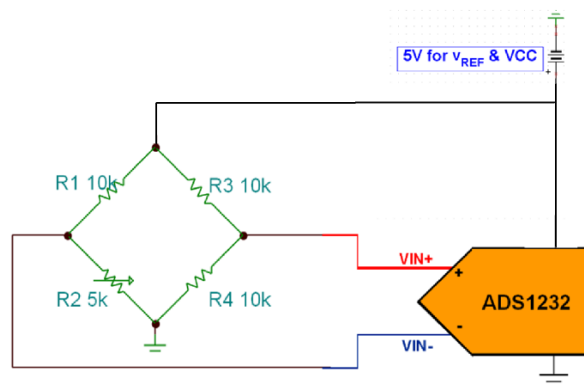 5V for vREF & VCC
+
R1 10k
R3 10k
VIN+
+
ADS1232
R2 5k
R4 10k
-
VIN-